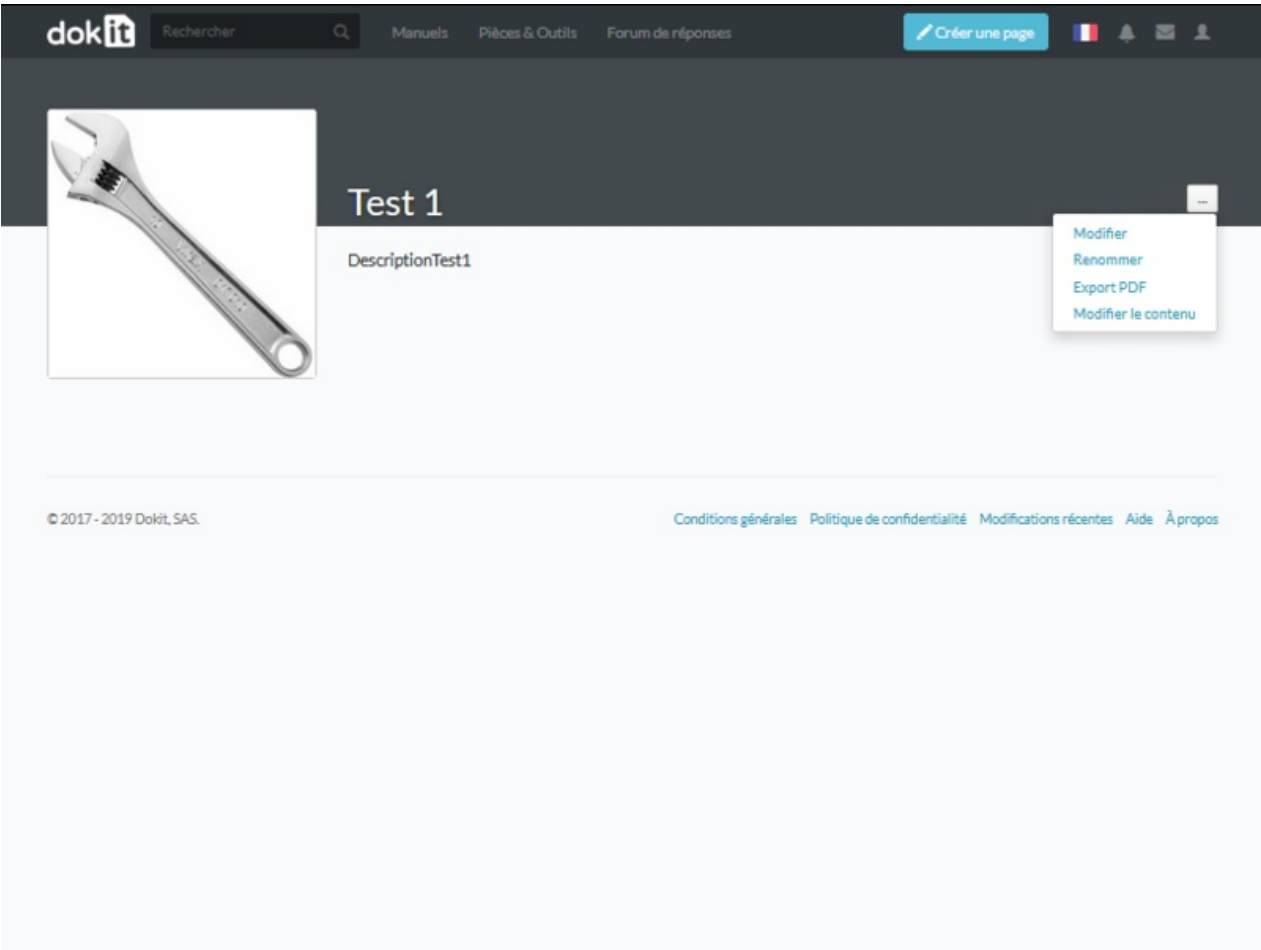 dokit
Rechercher
Manuels
Pièces & Outils
Forum de réponses
Créer une page
Test 1
...
DescriptionTest1
Modifier
Renommer
Export PDF
Modifier le contenu
© 2017 - 2019 Dokit, SAS.
Conditions générales Politique de confidentialité Modifications récentes Aide À propos